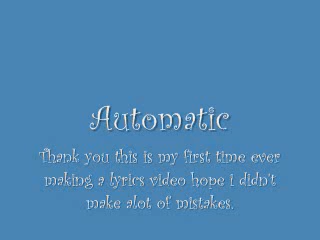 Automatic
Thank you this is my first time ever
making a lyrics video hope i didn't
make alot of mistakes.